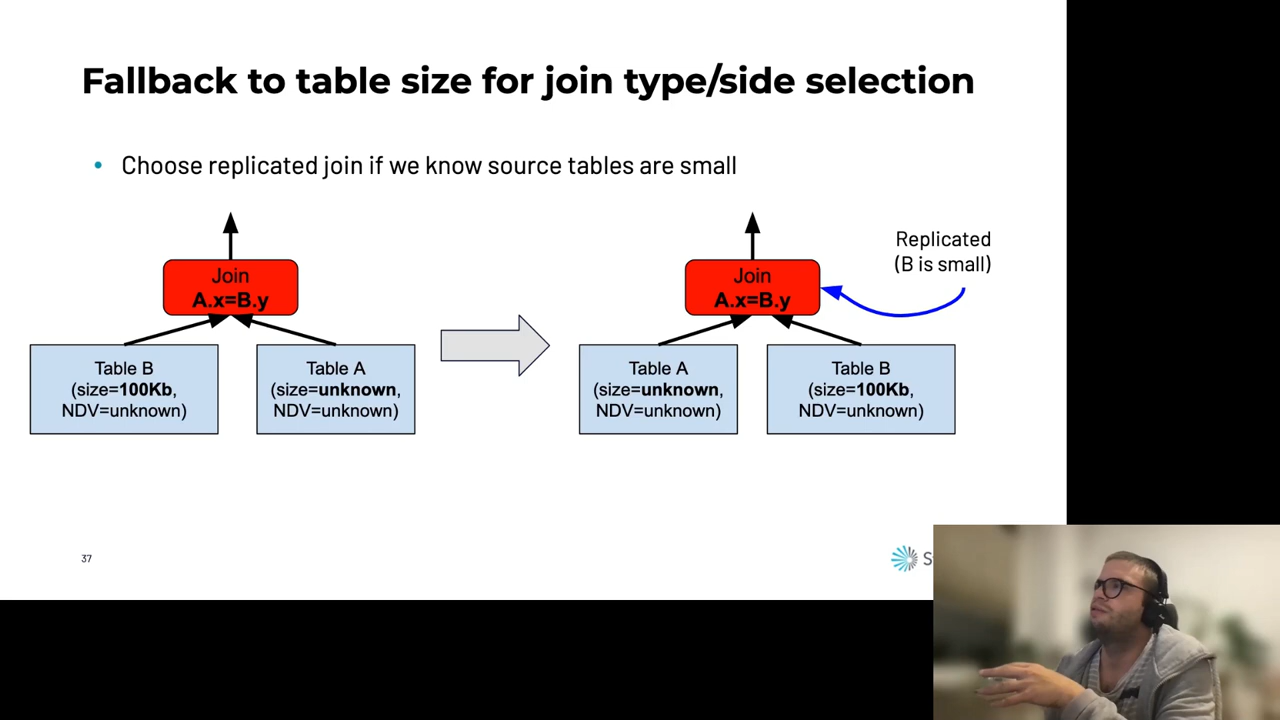 Fallback to table size for join type/side selection
• Choose replicated join if we know source tables are small
Join
A.x=B.y
Table B
(size=100Kb,
NDV=unknown)
Table A
(size=unknown,
NDV=unknown)
Join
A.x=B.y
Replicated
(B is small)
Table A
(size=unknown,
NDV=unknown)
Table B
(size=100Kb,
NDV=unknown)
37